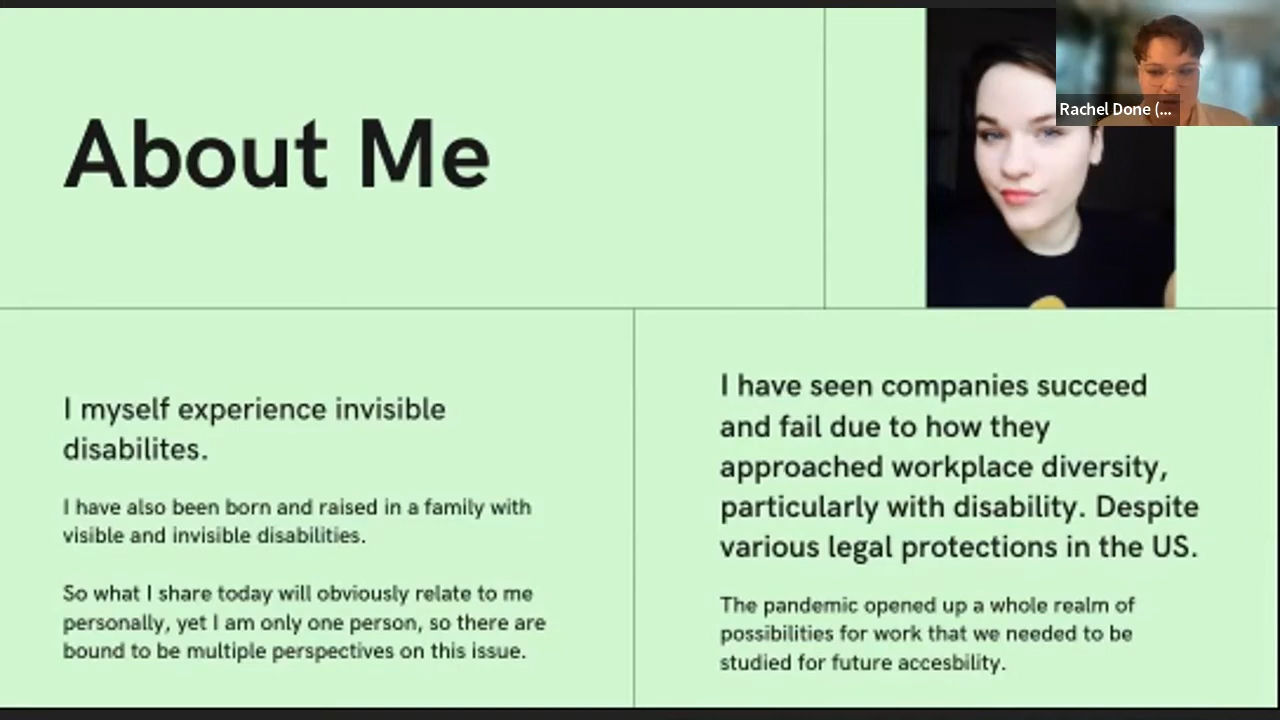 About Me
Rachel Done (...
I myself experience invisible
disabilites.
I have also been born and raised in a family with
visible and invisible disabilities.
So what I share today will obviously relate to me
personally, yet I am only one person, so there are
bound to be multiple perspectives on this issue.
I have seen companies succeed
and fail due to how they
approached workplace diversity,
particularly with disability. Despite
various legal protections in the US.
The pandemic opened up a whole realm of
possibilities for work that we needed to be
studied for future accesbility.